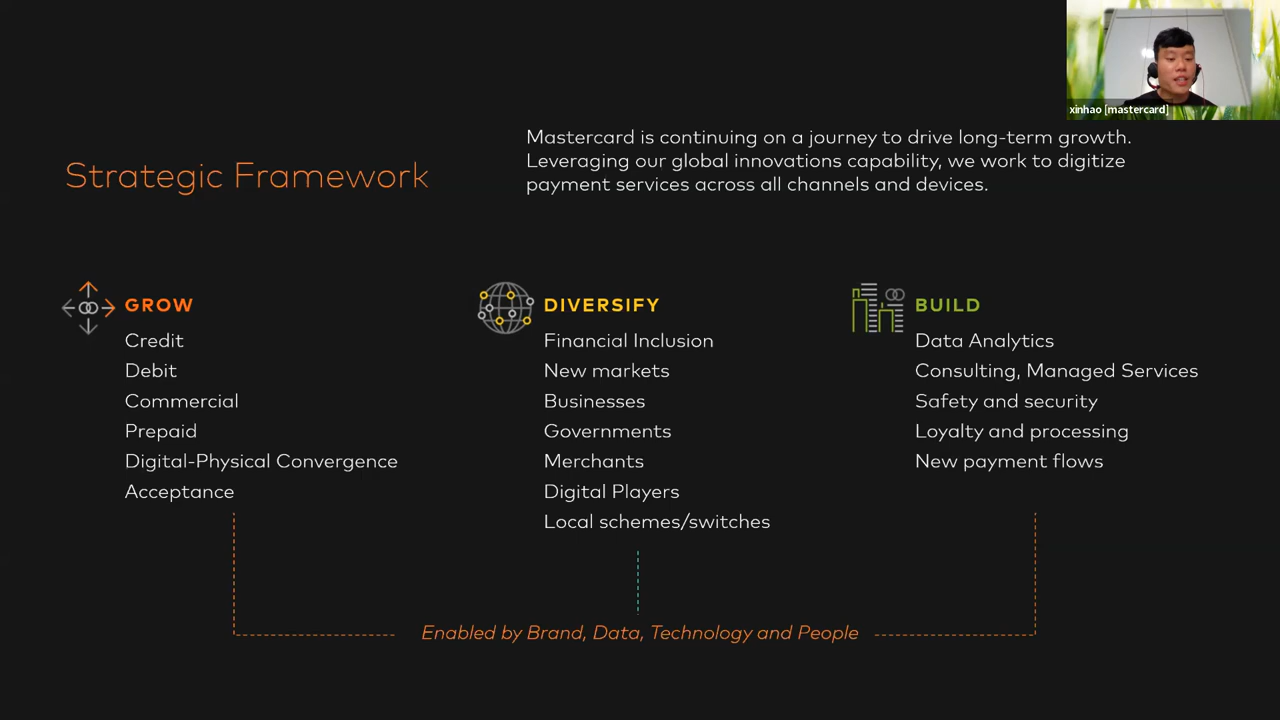 xinhao [mastercard]
Strategic Framework
Mastercard is continuing on a journey to drive long-term growth.
Leveraging our global innovations capability, we work to digitize
payment services across all channels and devices.
GROW
Credit
Debit
Commercial
Prepaid
Digital-Physical Convergence
Acceptance
DIVERSIFY
Financial Inclusion
New markets
Businesses
Governments
Merchants
Digital Players
Local schemes/switches
BUILD
Data Analytics
Consulting, Managed Services
Safety and security
Loyalty and processing
New payment flows
Enabled by Brand, Data, Technology and People